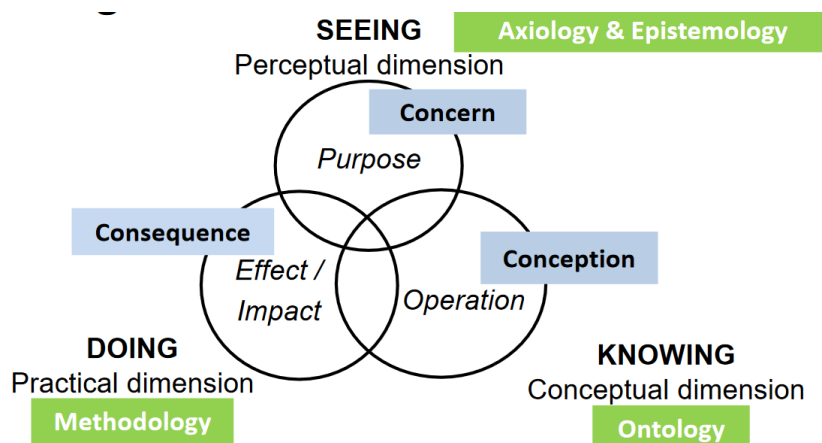 SEEING
Axiology & Epistemology
Perceptual dimension
Concern
Purpose
Consequence
Conception
Effect /
Impact
Operation
DOING
Practical dimension
Methodology
KNOWING
Conceptual dimension
Ontology